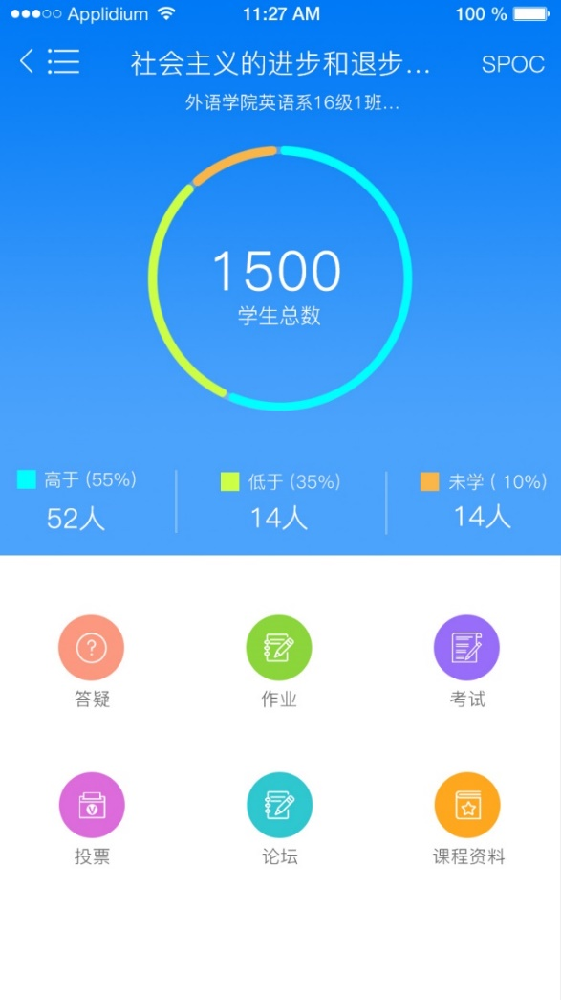 Applidium 11:27 AM 100 %
社会主义的进步和退步... SPOC
外语学院英语系16级1班...
1500
学生总数
高于 (55%) 低于 (35%) 未学 ( 10%)
52人 14人 14人
答疑 作业 考试
投票 论坛 课程资料